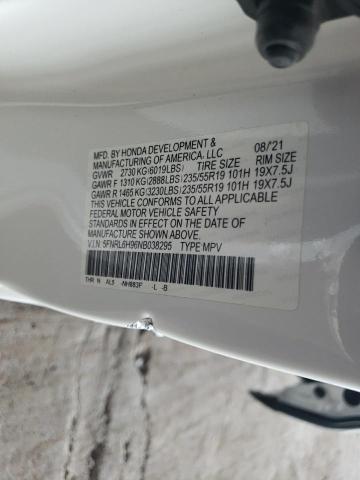 MFD. BY HONDA DEVELOPMENT & 08/21
MANUFACTURING OF AMERICA, LLC
GVWR 2730 KG(6019LBS) TIRE SIZE RIM SIZE
GAWR F 1310 KG(2888LBS) 235/55R19 101H 19X7.5J
GAWR R 1465 KG(3230LBS) 235/55R19 101H 19X7.5J
THIS VEHICLE CONFORMS TO ALL APPLICABLE
FEDERAL MOTOR VEHICLE SAFETY
STANDARDS IN EFFECT ON THE DATE OF
MANUFACTURE SHOWN ABOVE.
V.I.N: 5FNRL6H96NB038295 TYPE MPV
THR N AL5 -NH883P -L -B